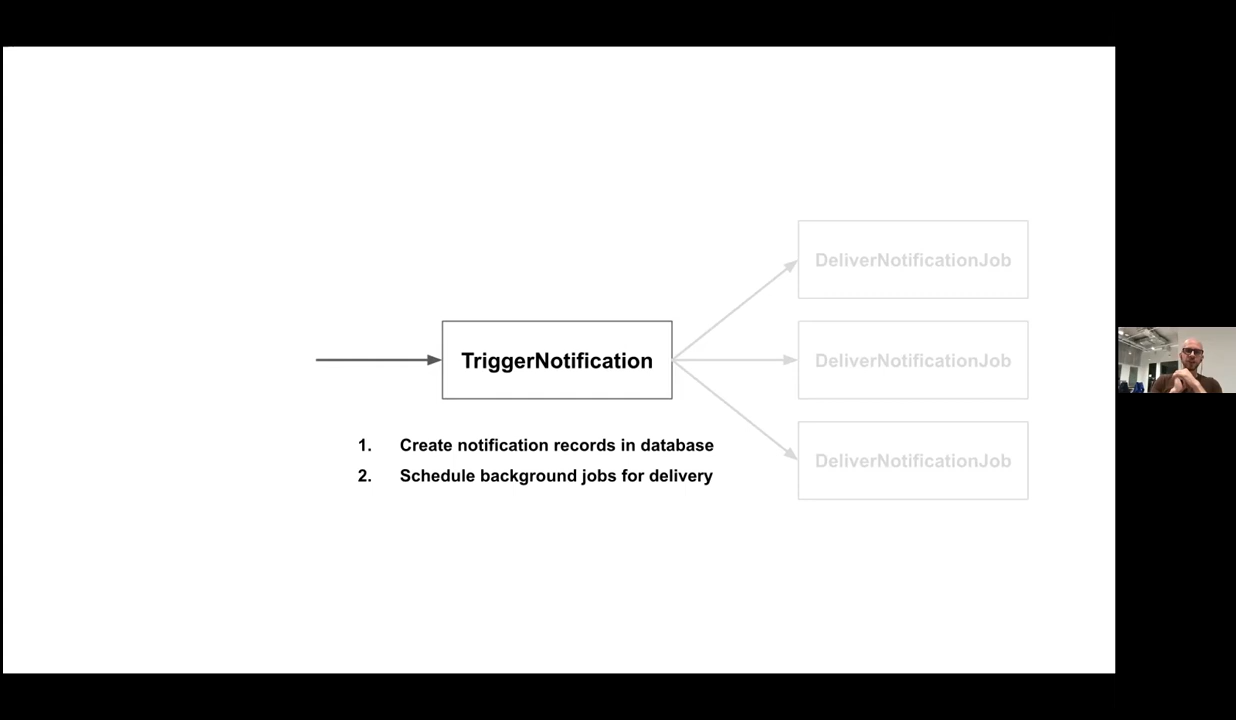 DeliverNotificationJob
TriggerNotification
DeliverNotificationJob
DeliverNotificationJob
1. Create notification records in database
2. Schedule background jobs for delivery